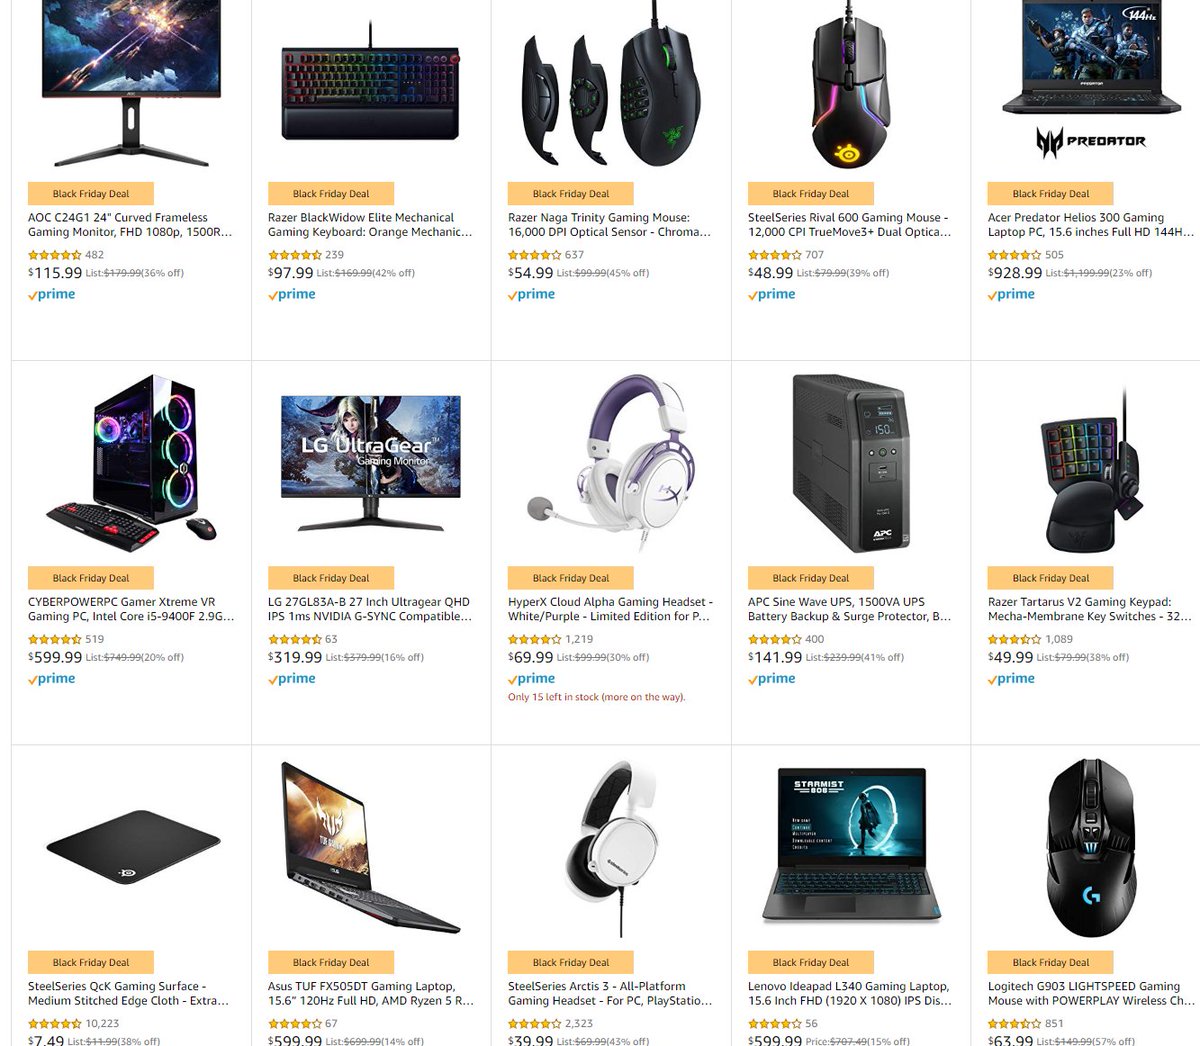 144Hz
PREDATOR
Black Friday Deal
AOC C24G1 24" Curved Frameless
Gaming Monitor, FHD 1080p, 1500R...
482
$115.99 List:$179.99(36% off)
prime
Black Friday Deal
Razer BlackWidow Elite Mechanical
Gaming Keyboard: Orange Mechanic...
239
$97.99 List:$169.99(42% off)
prime
Black Friday Deal
Razer Naga Trinity Gaming Mouse:
16,000 DPI Optical Sensor - Chroma...
637
$54.99 List:$99.99(45% off)
prime
Black Friday Deal
SteelSeries Rival 600 Gaming Mouse -
12,000 CPI TrueMove3+ Dual Optica...
707
$48.99 List:$79.99(39% off)
prime
Black Friday Deal
Acer Predator Helios 300 Gaming
Laptop PC, 15.6 inches Full HD 144H...
505
$928.99 List:$1,199.99(23% off)
prime
LG UltraGear™
Gaming Monitor
150
APC
Black Friday Deal
CYBERPOWERPC Gamer Xtreme VR
Gaming PC, Intel Core i5-9400F 2.9G...
519
$599.99 List:$749.99(20% off)
prime
Black Friday Deal
LG 27GL83A-B 27 Inch Ultragear QHD
IPS 1ms NVIDIA G-SYNC Compatible...
63
$319.99 List:$379.99(16% off)
prime
Black Friday Deal
HyperX Cloud Alpha Gaming Headset -
White/Purple - Limited Edition for P...
1,219
$69.99 List:$99.99(30% off)
prime
Only 15 left in stock (more on the way).
Black Friday Deal
APC Sine Wave UPS, 1500VA UPS
Battery Backup & Surge Protector, B...
400
$141.99 List:$239.99(41% off)
prime
Black Friday Deal
Razer Tartarus V2 Gaming Keypad:
Mecha-Membrane Key Switches - 32...
1,089
$49.99 List:$79.99(38% off)
prime
TUF GAMING
steelseries
STARMIST
808
NEW GAME
CONTINUE
MULTIPLAYER
DOWNLOADABLE CONTENT
CREDITS
Black Friday Deal
SteelSeries QcK Gaming Surface -
Medium Stitched Edge Cloth - Extra...
10,223
$7.49 List:$11.99(38% off)
Black Friday Deal
Asus TUF FX505DT Gaming Laptop,
15.6” 120Hz Full HD, AMD Ryzen 5 R...
67
$599.99 List:$699.99(14% off)
Black Friday Deal
SteelSeries Arctis 3 - All-Platform
Gaming Headset - For PC, PlayStatio...
2,323
$39.99 List:$69.99(43% off)
Black Friday Deal
Lenovo Ideapad L340 Gaming Laptop,
15.6 Inch FHD (1920 X 1080) IPS Dis...
56
$599.99 Price:$707.49(15% off)
Black Friday Deal
Logitech G903 LIGHTSPEED Gaming
Mouse with POWERPLAY Wireless Ch...
851
$63.99 List:$149.99(57% off)